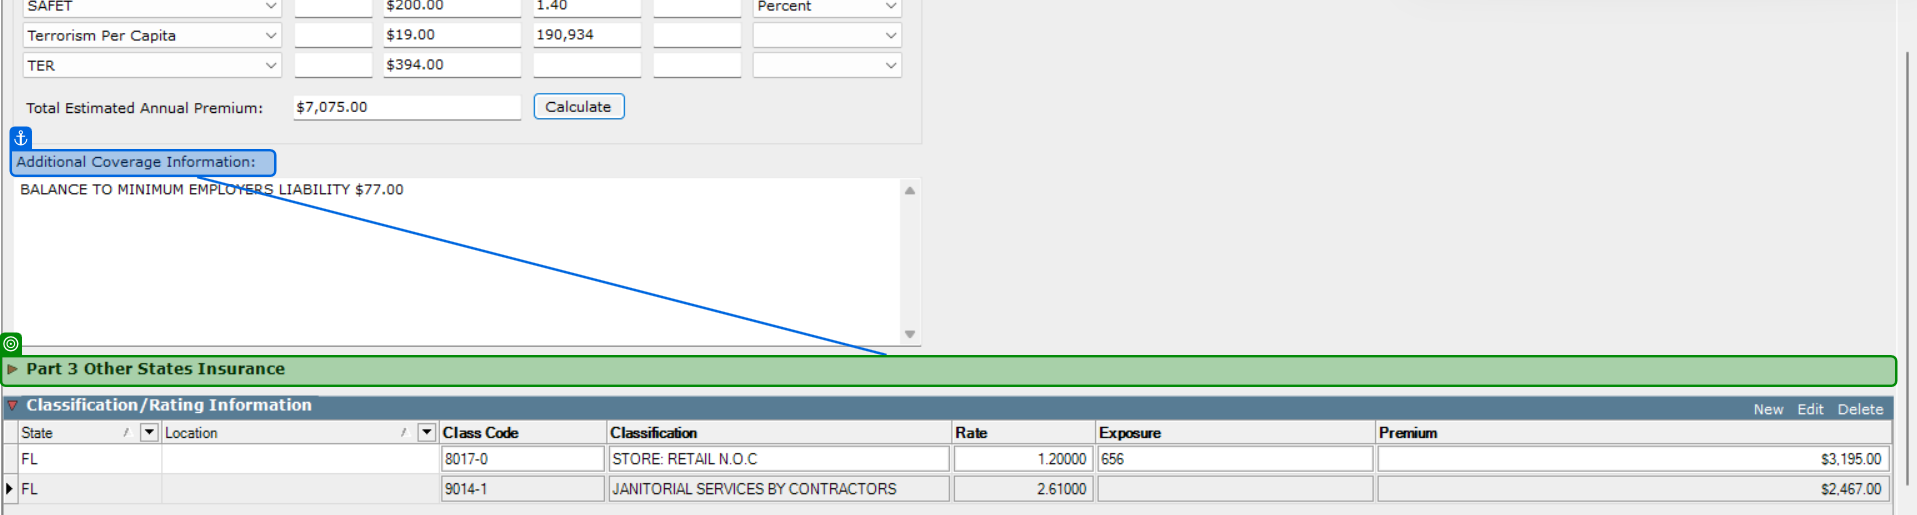 SAFET $200.00 1.40 Percent
Terrorism Per Capita $19.00 190,934
TER $394.00
Total Estimated Annual Premium: $7,075.00 Calculate
Additional Coverage Information:
BALANCE TO MINIMUM EMPLOYERS LIABILITY $77.00
Part 3 Other States Insurance
Classification/Rating Information New Edit Delete
State Location Class Code Classification Rate Exposure Premium
FL 8017-0 STORE: RETAIL N.O.C 1.20000 656 $3,195.00
FL 9014-1 JANITORIAL SERVICES BY CONTRACTORS 2.61000 $2,467.00